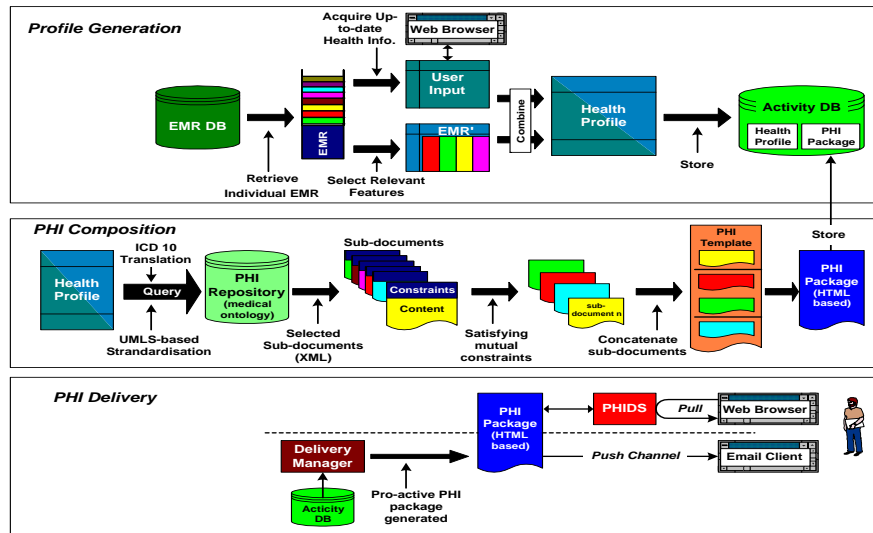 Profile Generation
Acquire Up-
to-date
Health Info.
Web Browser
User
Input
EMR DB
EMR
EMR'
Combine
Health
Profile
Activity DB
Health
Profile
PHI
Package
Retrieve
Individual EMR
Select Relevant
Features
Store
PHI Composition
ICD 10
Translation
Health
Profile
Query
UMLS-based
Strandardisation
PHI
Repository
(medical
ontology)
Selected
Sub-documents
(XML)
Sub-documents
Constraints
Content
Satisfying
mutual
constraints
sub-
document n
Concatenate
sub-documents
PHI
Template
Store
PHI
Package
(HTML
based)
PHI Delivery
PHI
Package
(HTML
based)
PHIDS
Pull
Web Browser
Delivery
Manager
Acticity
DB
Pro-active PHI
package
generated
Push Channel
Email Client